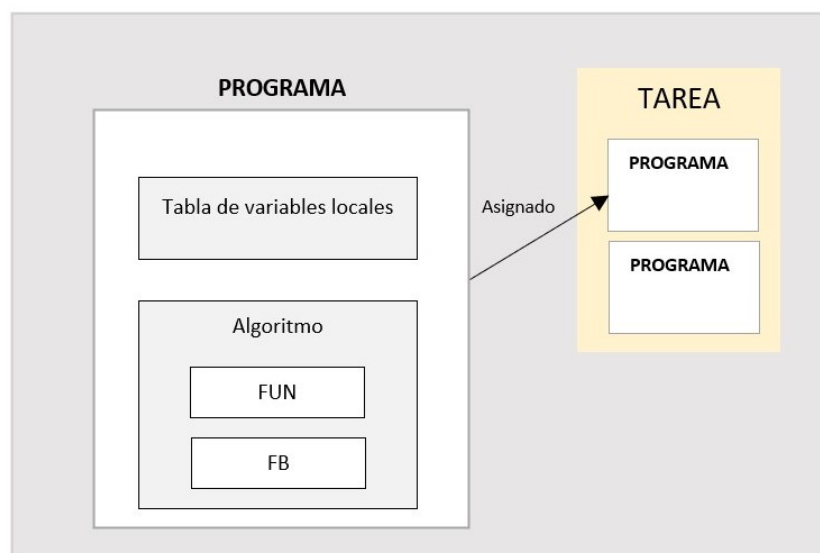 PROGRAMA
Tabla de variables locales
Algoritmo
FUN
FB
Asignado
TAREA
PROGRAMA
PROGRAMA